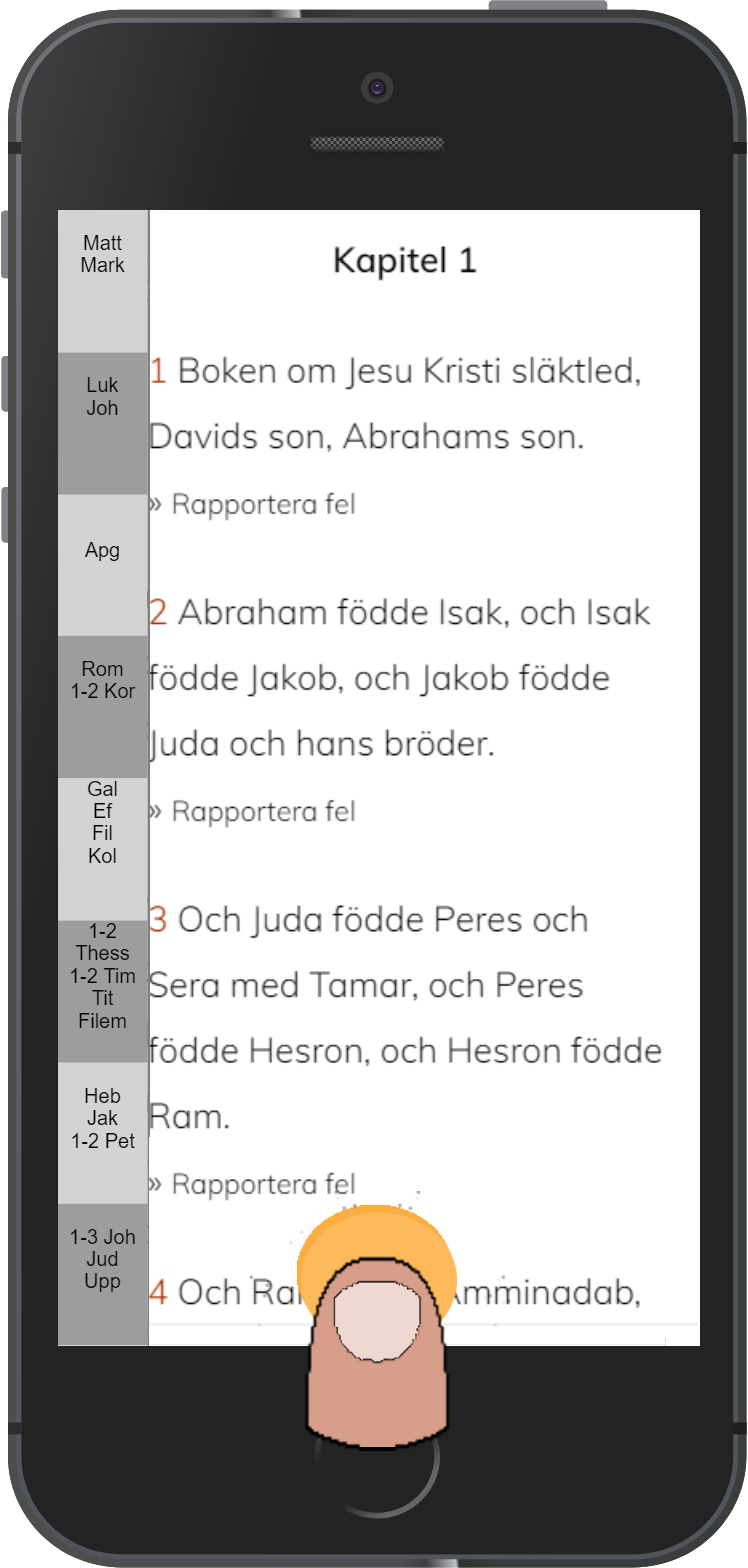 Matt
Mark
Luk
Joh
Apg
Rom
1-2 Kor
Gal
Ef
Fil
Kol
1-2
Thess
1-2 Tim
Tit
Filem
Heb
Jak
1-2 Pet
1-3 Joh
Jud
Upp
Kapitel 1
1 Boken om Jesu Kristi släktled,
Davids son, Abrahams son.
» Rapportera fel
2 Abraham födde Isak, och Isak
födde Jakob, och Jakob födde
Juda och hans bröder.
» Rapportera fel
3 Och Juda födde Peres och
Sera med Tamar, och Peres
födde Hesron, och Hesron födde
Ram.
» Rapportera fel
4 Och Amminadab,